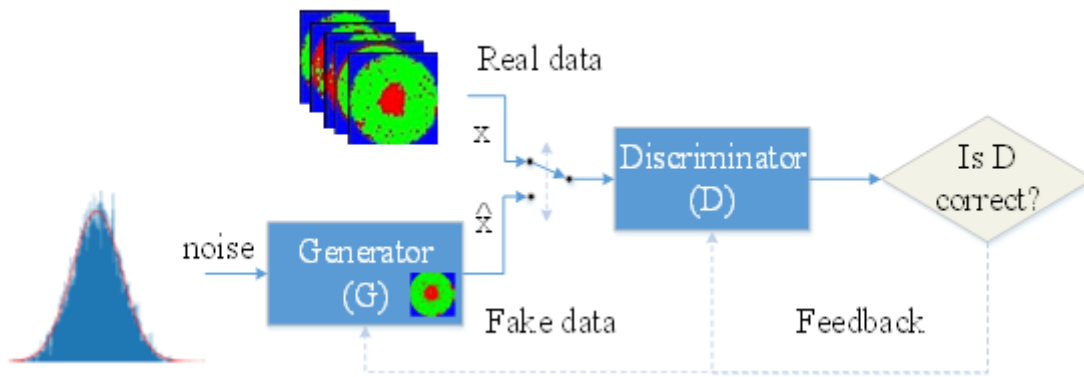 Real data
x
Discriminator
(D)
Is D
correct?
x̂
noise
Generator
(G)
Fake data
Feedback